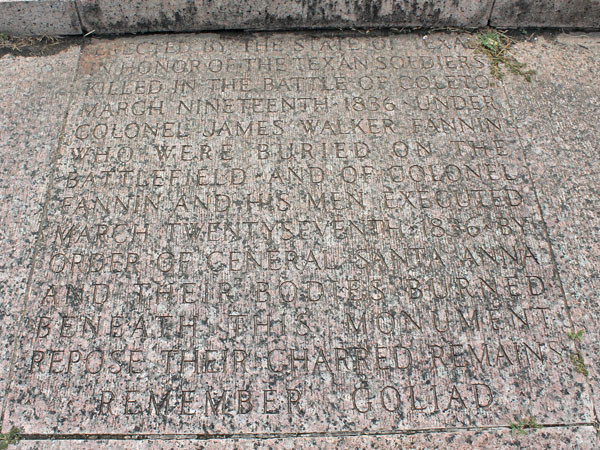 ERECTED BY THE STATE OF TEXAS
IN HONOR OF THE TEXAN SOLDIERS
KILLED IN THE BATTLE OF COLETO
MARCH NINETEENTH · 1836 · UNDER
COLONEL JAMES WALKER FANNIN
WHO WERE BURIED ON THE
BATTLEFIELD · AND OF COLONEL
FANNIN AND HIS MEN EXECUTED
MARCH TWENTYSEVENTH · 1836 · BY
ORDER OF GENERAL SANTA ANNA
AND THEIR BODIES BURNED
BENEATH THIS MONUMENT
REPOSE THEIR CHARRED REMAINS
REMEMBER GOLIAD